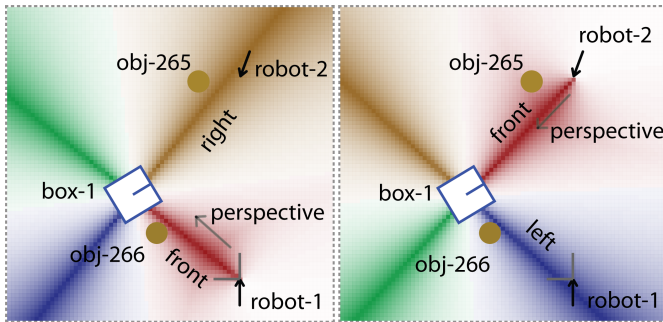 obj-265
robot-2
right
box-1
perspective
obj-266
front
robot-1
robot-2
obj-265
front
perspective
box-1
left
obj-266
robot-1